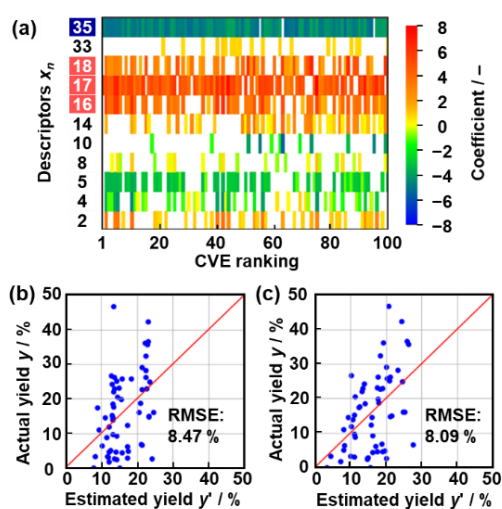 (a)
Descriptors xn
35
33
18
17
16
14
10
8
5
4
2
1 20 40 60 80 100
CVE ranking
8
6
4
2
0
−2
−4
−6
−8
Coefficient / −
(b)
Actual yield y / %
50
40
30
20
10
0
0 10 20 30 40 50
RMSE:
8.47 %
Estimated yield y' / %
(c)
Actual yield y / %
50
40
30
20
10
0
0 10 20 30 40 50
RMSE:
8.09 %
Estimated yield y' / %